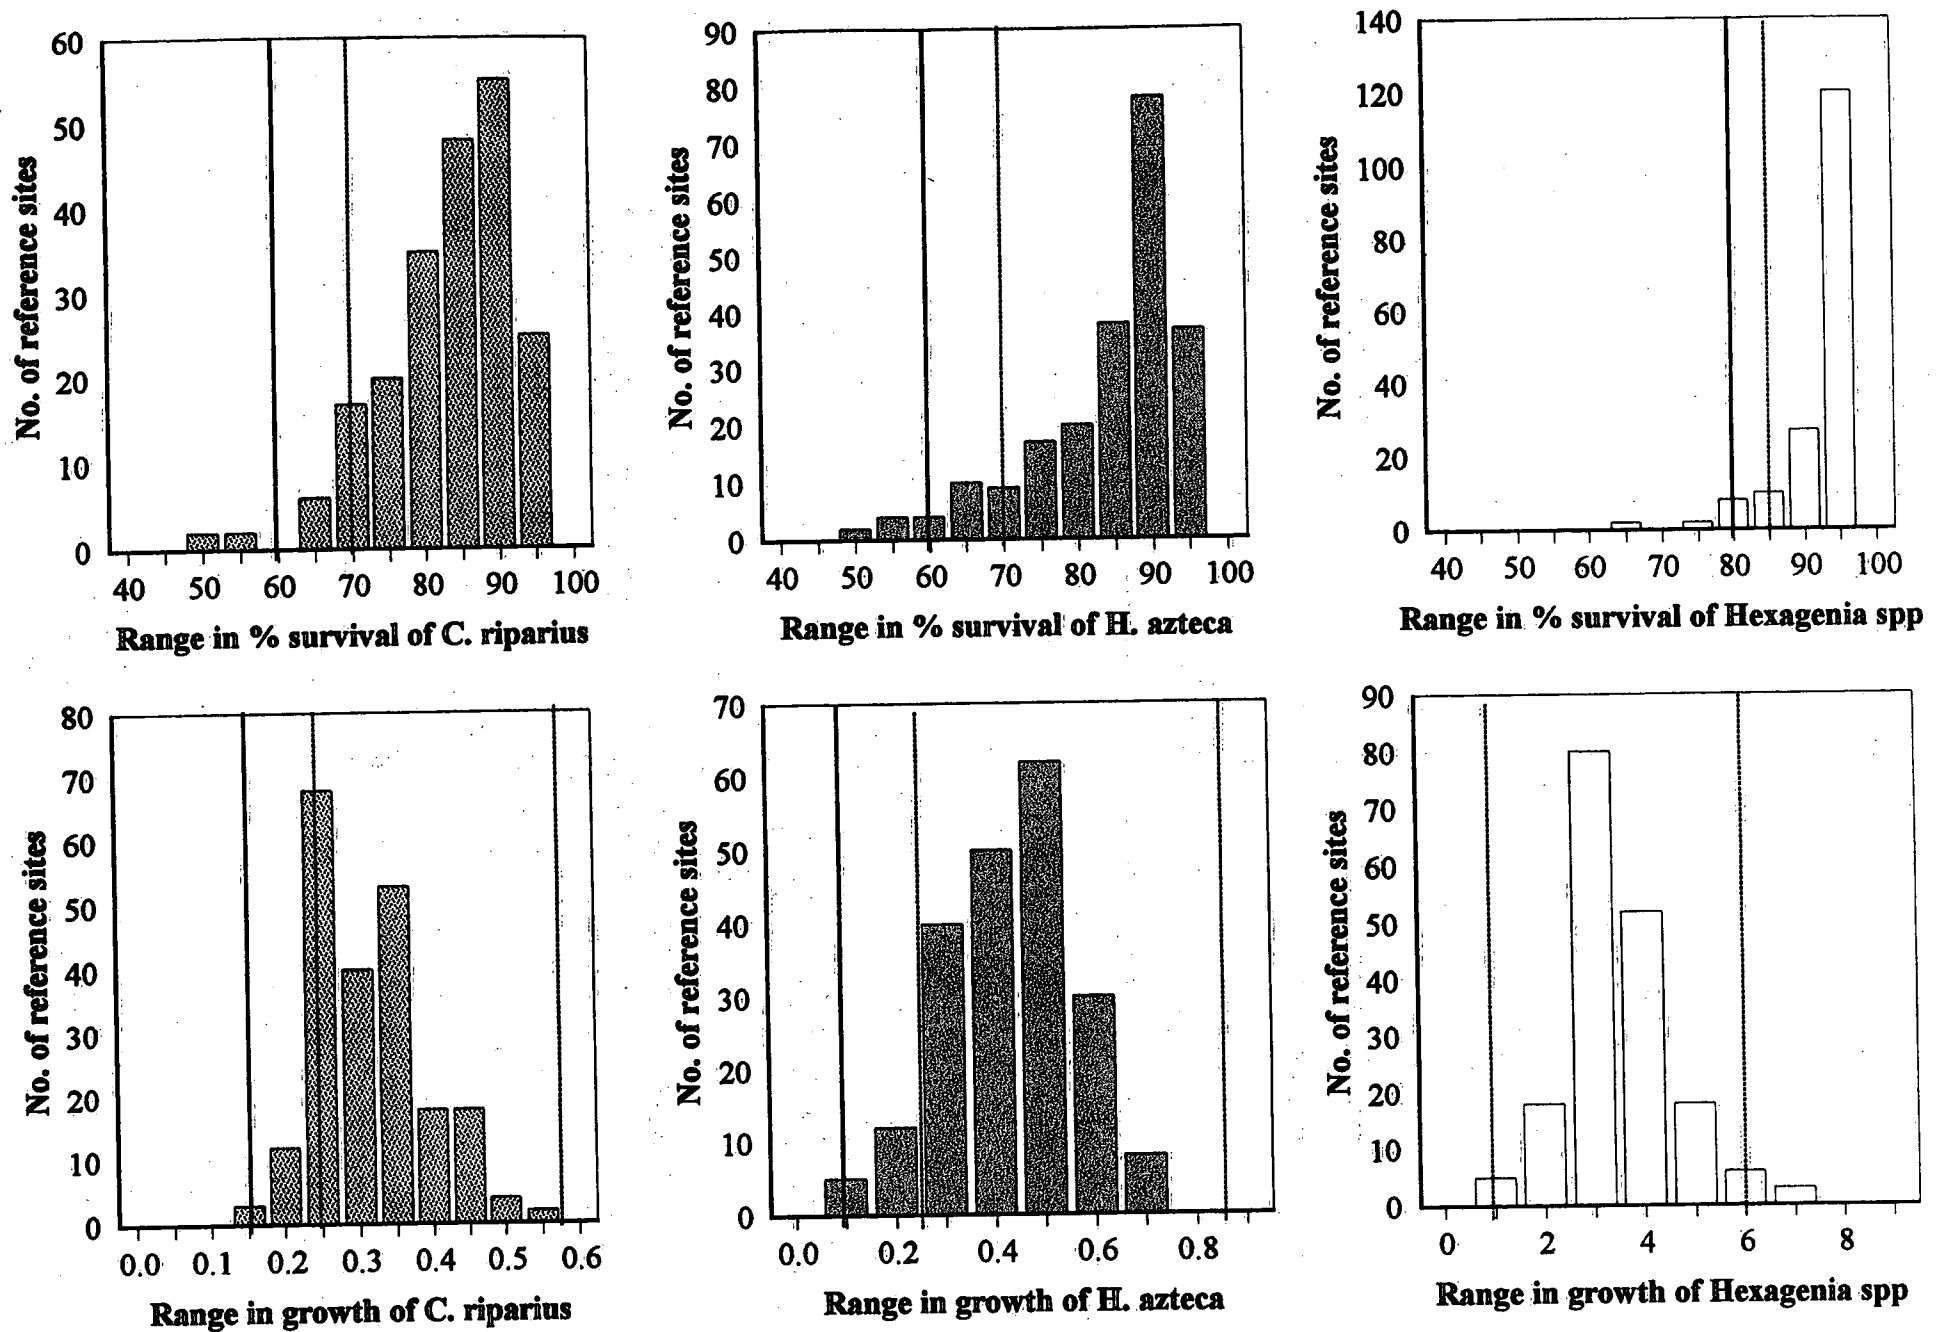 60
50
40
30
20
10
0
No. of reference sites
40 50 60 70 80 90 100
Range in % survival of C. riparius
90
80
70
60
50
40
30
20
10
0
No. of reference sites
40 50 60 70 80 90 100
Range in % survival of H. azteca
140
120
100
80
60
40
20
0
No. of reference sites
40 50 60 70 80 90 100
Range in % survival of Hexagenia spp
80
70
60
50
40
30
20
10
0
No. of reference sites
0.0 0.1 0.2 0.3 0.4 0.5 0.6
Range in growth of C. riparius
70
60
50
40
30
20
10
0
No. of reference sites
0.0 0.2 0.4 0.6 0.8
Range in growth of H. azteca
90
80
70
60
50
40
30
20
10
0
No. of reference sites
0 2 4 6 8
Range in growth of Hexagenia spp